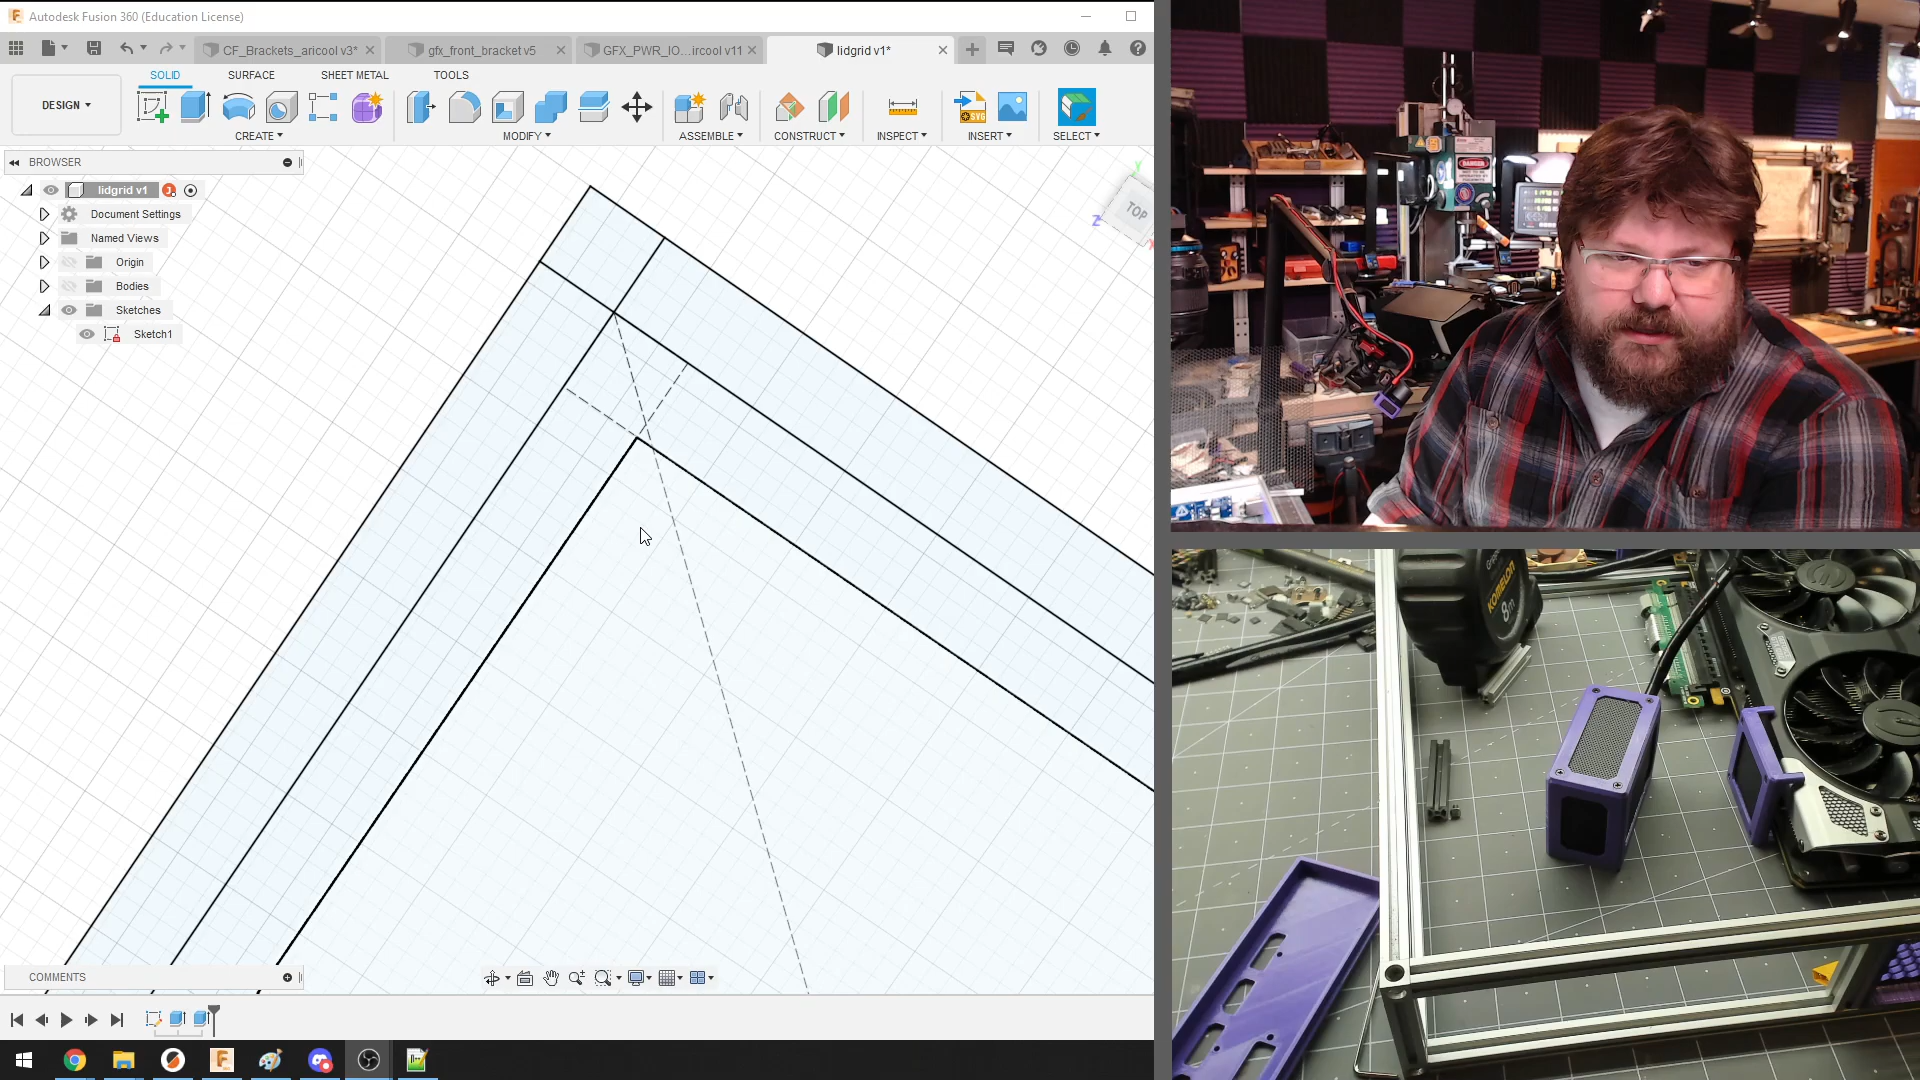 Autodesk Fusion 360 (Education License)
CF_Brackets_aricool v3*
gfx_front_bracket v5
GFX_PWR_IO...ircool v11
lidgrid v1*
SOLID
SURFACE
SHEET METAL
TOOLS
DESIGN
CREATE
MODIFY
ASSEMBLE
CONSTRUCT
INSPECT
INSERT
SELECT
BROWSER
lidgrid v1
Document Settings
Named Views
Origin
Bodies
Sketches
Sketch1
TOP
Y
Z
X
DANGER
KOMELON
8m
COMMENTS